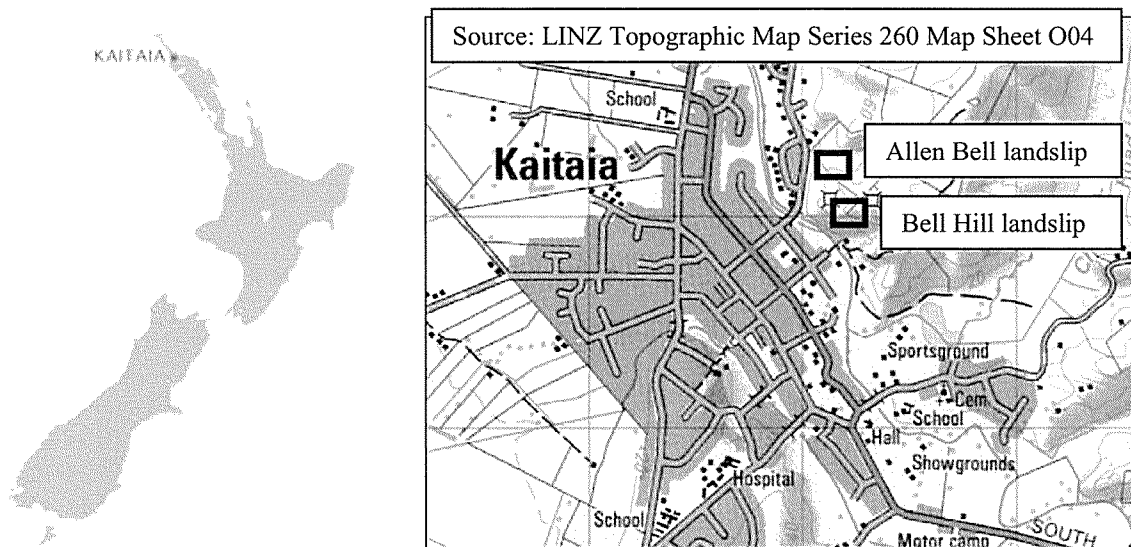 KAITAIA
Source: LINZ Topographic Map Series 260 Map Sheet O04
School
Allen Bell landslip
Kaitaia
Bell Hill landslip
Sportsground
Cem
School
Hall
Showgrounds
Hospital
School
SOUTH
Motor camp